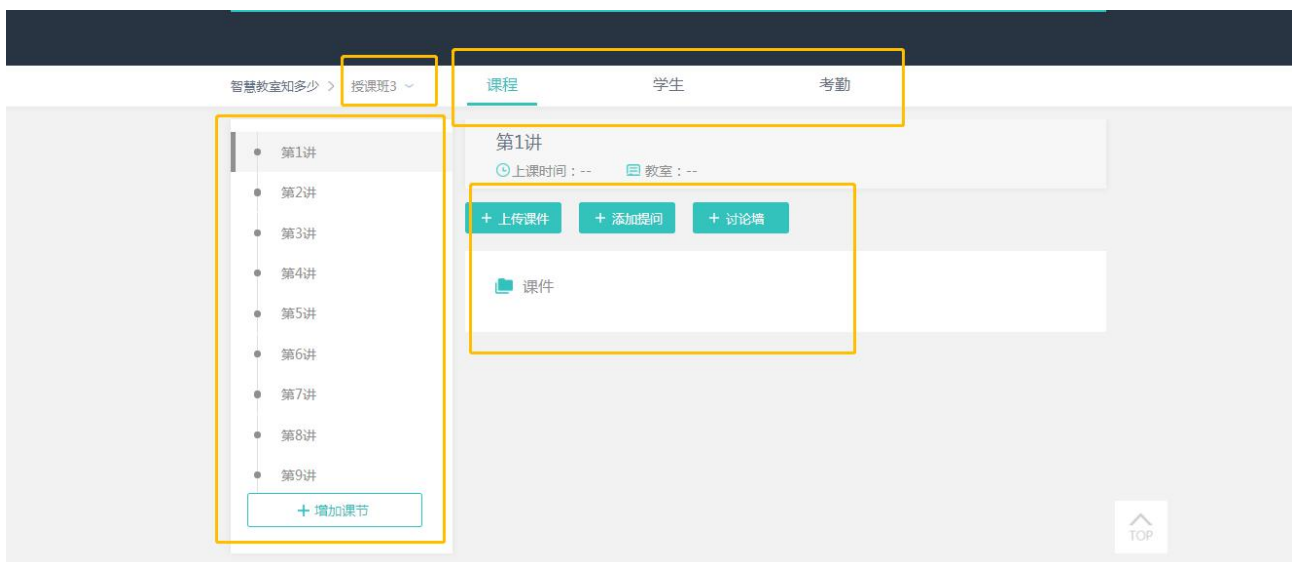 智慧教室知多少 > 授课班3
课程 学生 考勤
第1讲
第2讲
第3讲
第4讲
第5讲
第6讲
第7讲
第8讲
第9讲
+ 增加课节
第1讲
上课时间：-- 教室：--
+ 上传课件 + 添加提问 + 讨论墙
课件
TOP